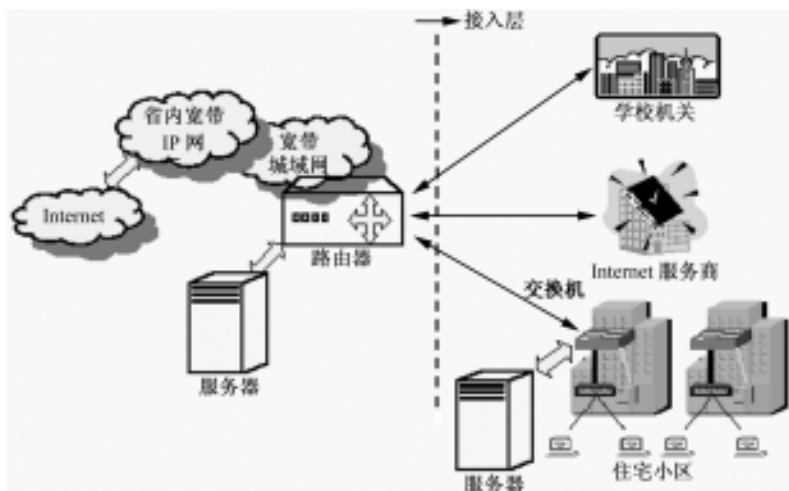 接入层
省内宽带
IP 网
宽带
城域网
Internet
路由器
服务器
学校机关
Internet 服务商
交换机
服务器
住宅小区